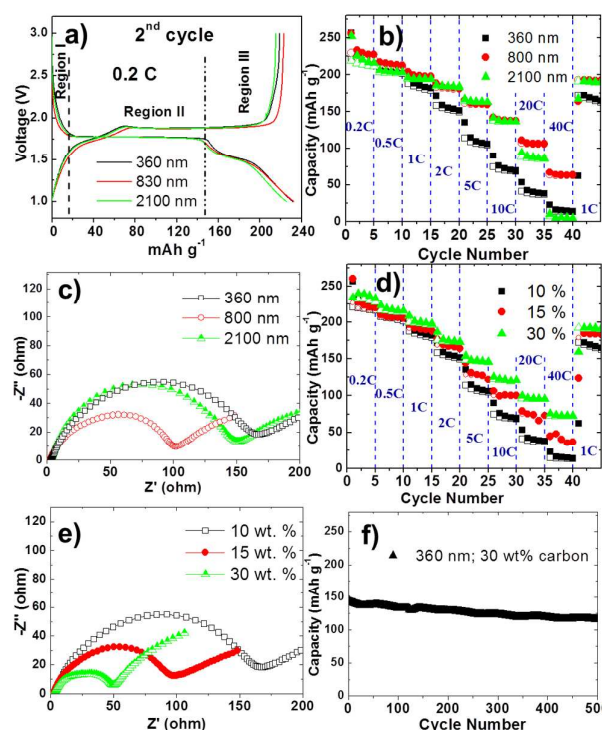 a)
2nd cycle
0.2 C
Region I
Region II
Region III
360 nm
830 nm
2100 nm
Voltage (V)
3.0
2.5
2.0
1.5
1.0
0 40 80 120 160 200 240
mAh g-1
b)
360 nm
800 nm
2100 nm
0.2C
0.5C
1C
2C
5C
10C
20C
40C
1C
Capacity (mAh g-1)
250
200
150
100
50
0
0 5 10 15 20 25 30 35 40
Cycle Number
c)
360 nm
800 nm
2100 nm
-Z'' (ohm)
120
100
80
60
40
20
0
0 50 100 150 200
Z' (ohm)
d)
10 %
15 %
30 %
0.2C
0.5C
1C
2C
5C
10C
20C
40C
1C
Capacity (mAh g-1)
250
200
150
100
50
0
0 5 10 15 20 25 30 35 40
Cycle Number
e)
10 wt. %
15 wt. %
30 wt. %
-Z'' (ohm)
120
100
80
60
40
20
0
0 50 100 150 200
Z' (ohm)
f)
360 nm; 30 wt% carbon
Capacity (mAh g-1)
250
200
150
100
50
0
0 100 200 300 400 500
Cycle Number